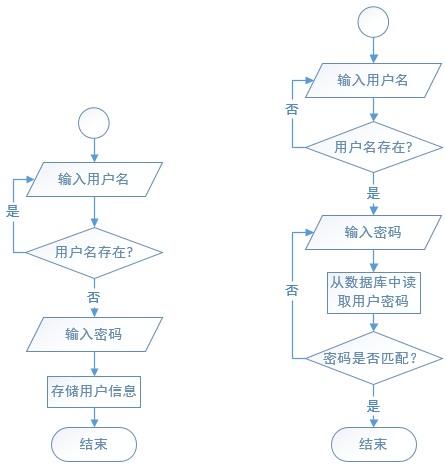 输入用户名
是
用户名存在?
否
输入密码
存储用户信息
结束
输入用户名
否
用户名存在?
是
输入密码
从数据库中读
取用户密码
否
密码是否匹配?
是
结束